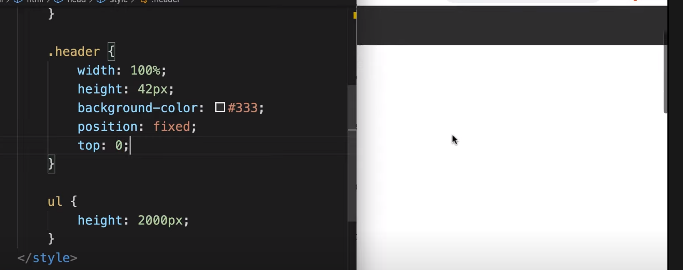 }
.header {
width: 100%;
height: 42px;
background-color: #333;
position: fixed;
top: 0;
}
ul {
height: 2000px;
}
</style>